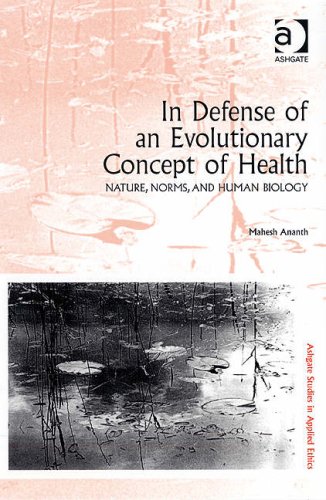 a
ASHGATE
In Defense of
an Evolutionary
Concept of Health
NATURE, NORMS, AND HUMAN BIOLOGY
Mahesh Ananth
Ashgate Studies in Applied Ethics